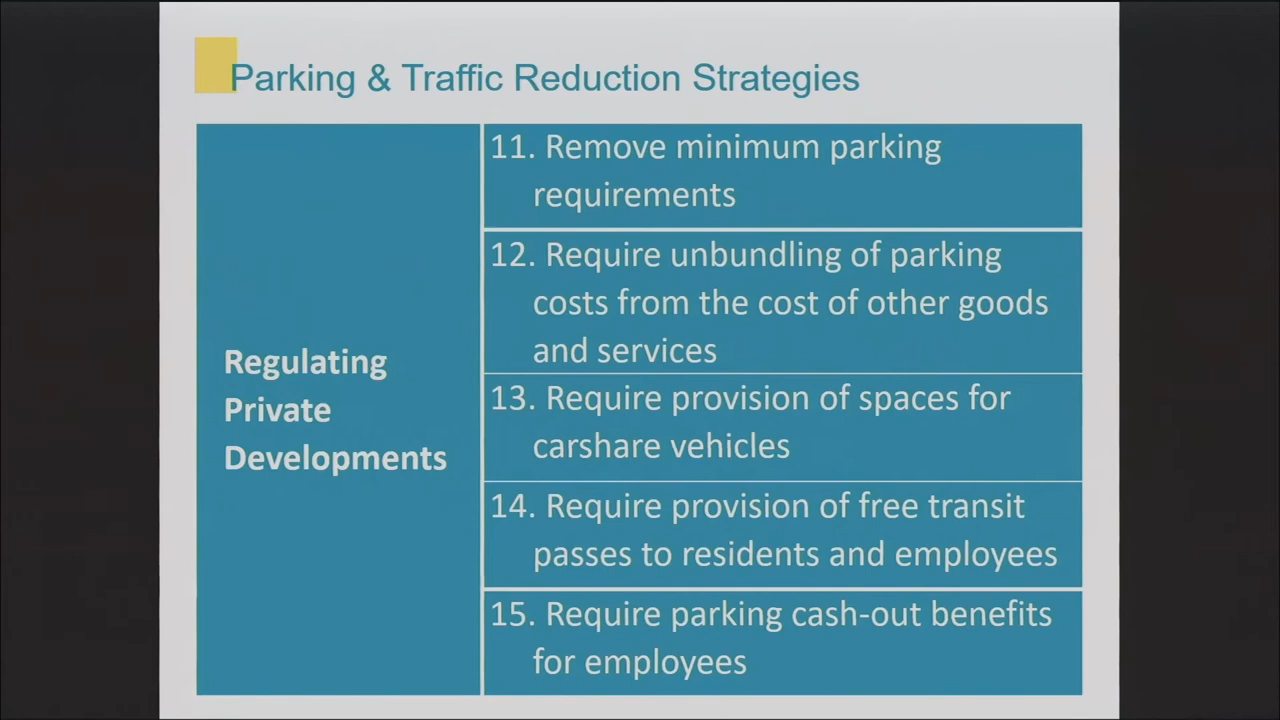 Parking & Traffic Reduction Strategies
Regulating
Private
Developments
11. Remove minimum parking
requirements
12. Require unbundling of parking
costs from the cost of other goods
and services
13. Require provision of spaces for
carshare vehicles
14. Require provision of free transit
passes to residents and employees
15. Require parking cash-out benefits
for employees